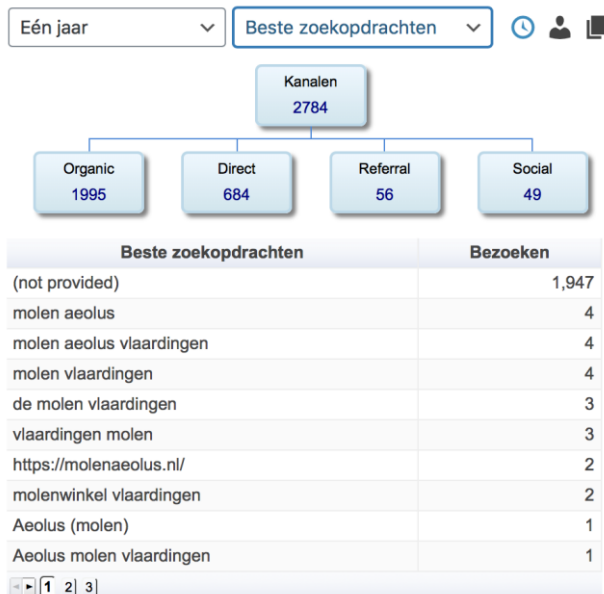 Eén jaar Beste zoekopdrachten
Kanalen
2784
Organic Direct Referral Social
1995 684 56 49
Beste zoekopdrachten Bezoeken
(not provided) 1,947
molen aeolus 4
molen aeolus vlaardingen 4
molen vlaardingen 4
de molen vlaardingen 3
vlaardingen molen 3
https://molenaeolus.nl/ 2
molenwinkel vlaardingen 2
Aeolus (molen) 1
Aeolus molen vlaardingen 1
1 2 3